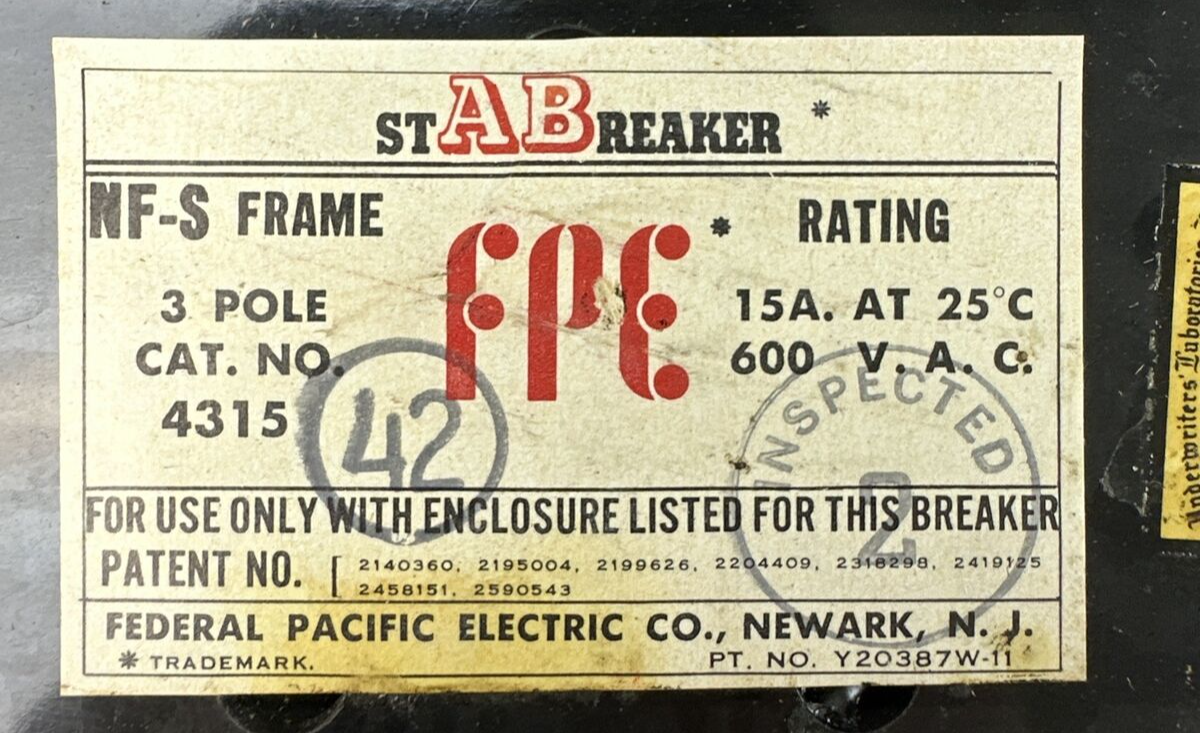 STABREAKER *
NF-S FRAME
FPE *
RATING
3 POLE
15A. AT 25°C
CAT. NO.
600 V. A. C.
4315
42
INSPECTED
2
FOR USE ONLY WITH ENCLOSURE LISTED FOR THIS BREAKER
PATENT NO. [ 2140360, 2195004, 2199626, 2204409, 2318298, 2419125
2458151, 2590543
FEDERAL PACIFIC ELECTRIC CO., NEWARK, N. J.
* TRADEMARK.
PT. NO. Y20387W-11
Underwriters' Laboratories